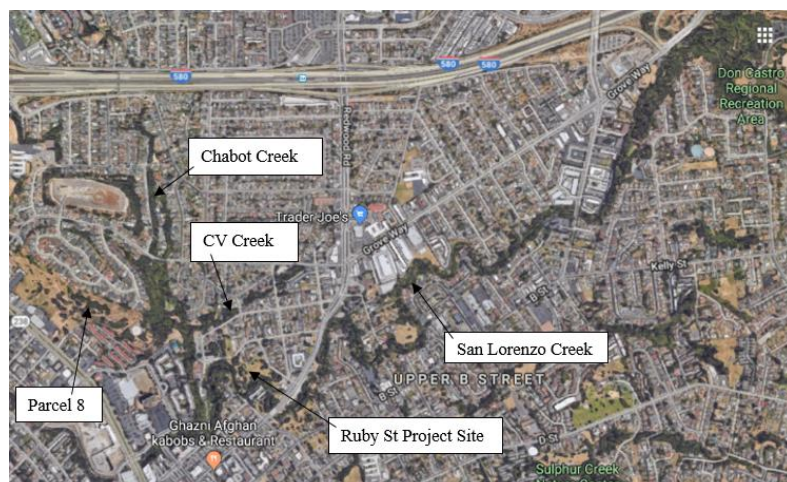 580
580
580
Grove Way
Don Castro
Regional
Recreation
Area
Redwood Rd
Chabot Creek
Trader Joe's
CV Creek
Grove Way
Kelly St
B St
238
San Lorenzo Creek
UPPER B STREET
B St
Parcel 8
Ghazni Afghan
kabobs & Restaurant
Ruby St Project Site
D St
Sulphur Creek